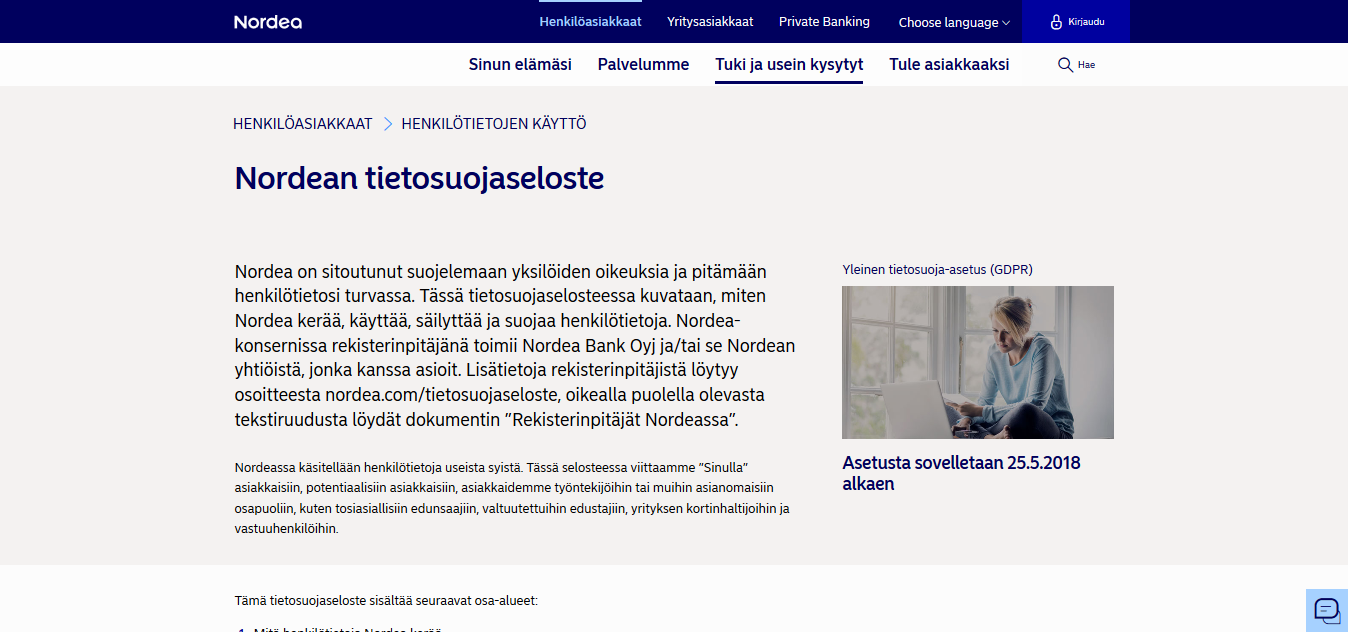 Nordea
Henkilöasiakkaat
Yritysasiakkaat
Private Banking
Choose language
Kirjaudu
Sinun elämäsi
Palvelumme
Tuki ja usein kysytyt
Tule asiakkaaksi
Hae
HENKILÖASIAKKAAT
HENKILÖTIETOJEN KÄYTTÖ
Nordean tietosuojaseloste
Nordea on sitoutunut suojelemaan yksilöiden oikeuksia ja pitämään
henkilötietosi turvassa. Tässä tietosuojaselosteessa kuvataan, miten
Nordea kerää, käyttää, säilyttää ja suojaa henkilötietoja. Nordea-
konsernissa rekisterinpitäjänä toimii Nordea Bank Oyj ja/tai se Nordean
yhtiöistä, jonka kanssa asioit. Lisätietoja rekisterinpitäjistä löytyy
osoitteesta nordea.com/tietosuojaseloste, oikealla puolella olevasta
tekstiruudusta löydät dokumentin ”Rekisterinpitäjät Nordeassa”.
Nordeassa käsitellään henkilötietoja useista syistä. Tässä selosteessa viittaamme ”Sinulla”
asiakkaisiin, potentiaalisiin asiakkaisiin, asiakkaidemme työntekijöihin tai muihin asianomaisiin
osapuoliin, kuten tosiasiallisiin edunsaajiin, valtuutettuihin edustajiin, yrityksen kortinhaltijoihin ja
vastuuhenkilöihin.
Yleinen tietosuoja-asetus (GDPR)
Asetusta sovelletaan 25.5.2018
alkaen
Tämä tietosuojaseloste sisältää seuraavat osa-alueet:
1. Mitä henkilötietoja Nordea kerää